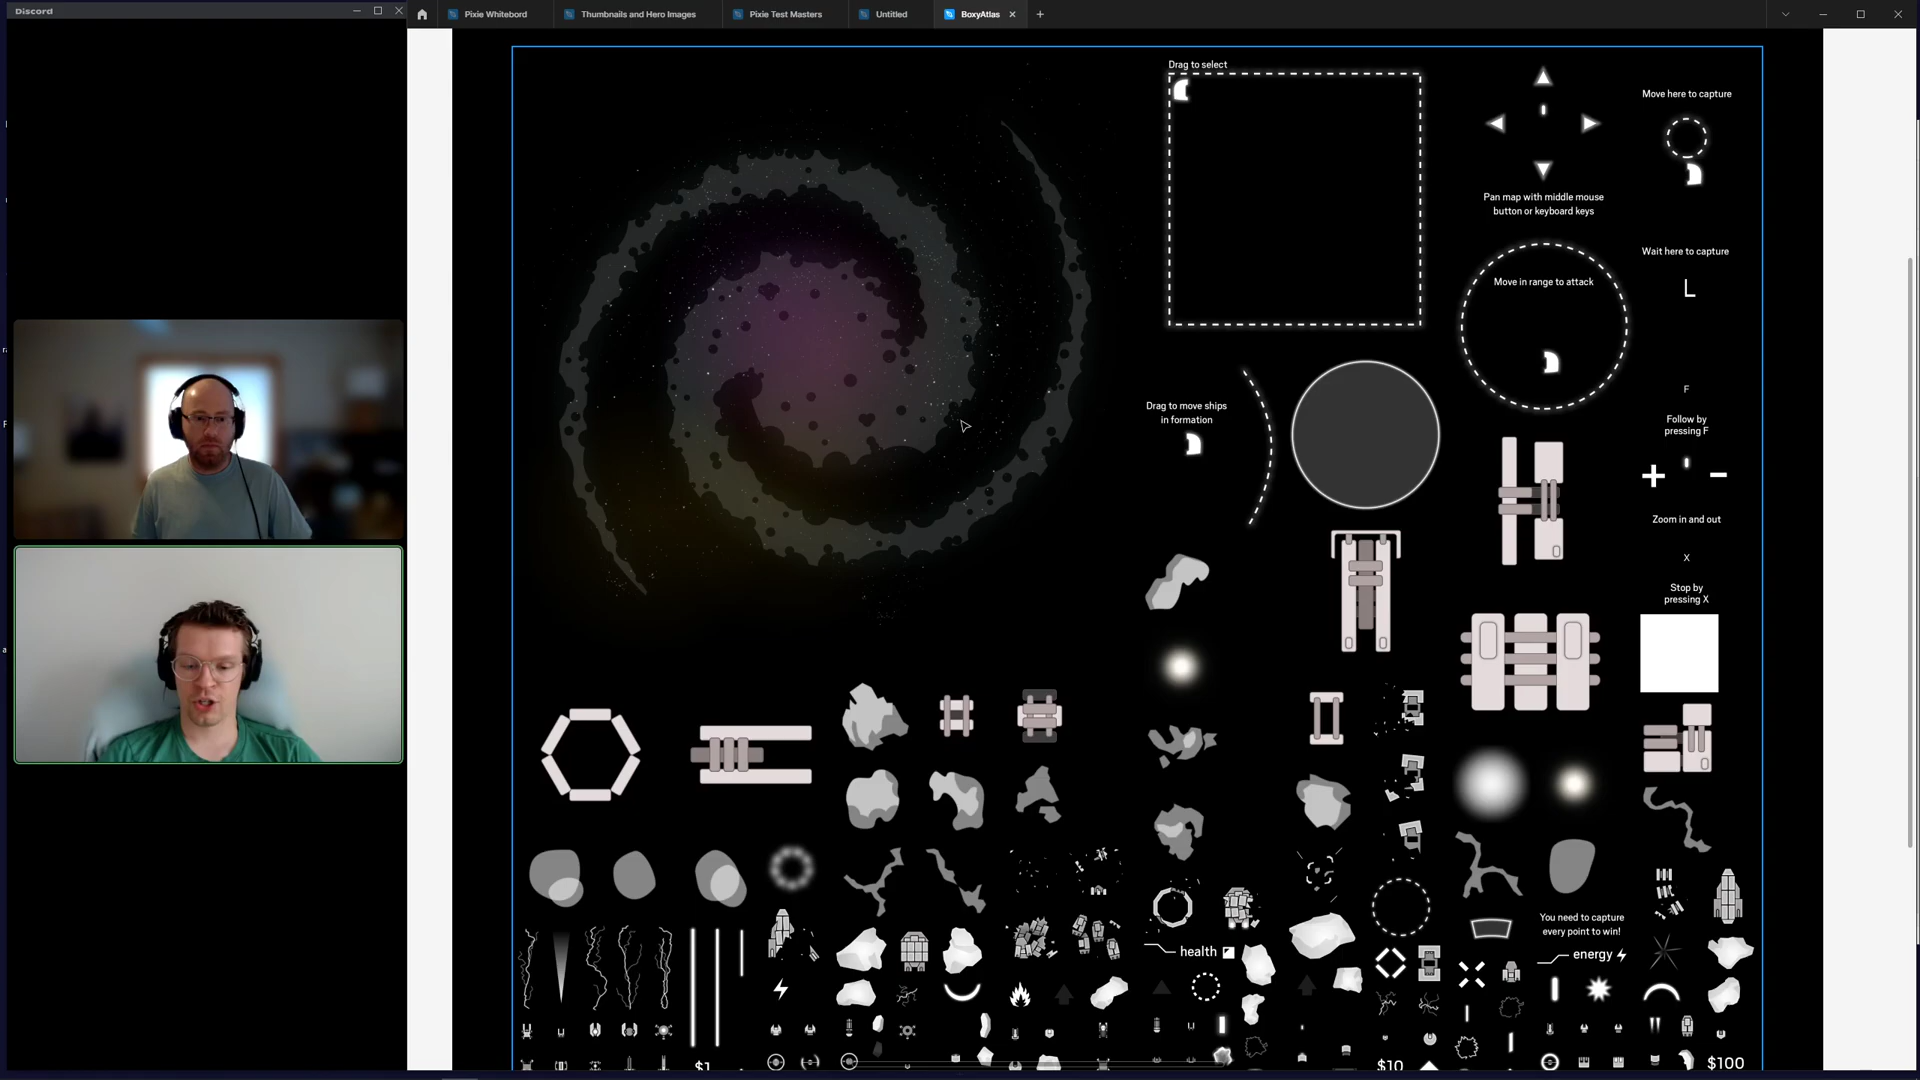 Discord
Pixie Whitebord
Thumbnails and Hero Images
Pixie Test Masters
Untitled
BoxyAtlas
Drag to select
Move here to capture
Pan map with middle mouse
button or keyboard keys
Wait here to capture
Move in range to attack
Drag to move ships
in formation
F
Follow by
pressing F
Zoom in and out
X
Stop by
pressing X
You need to capture
every point to win!
health
energy
$1
$10
$100